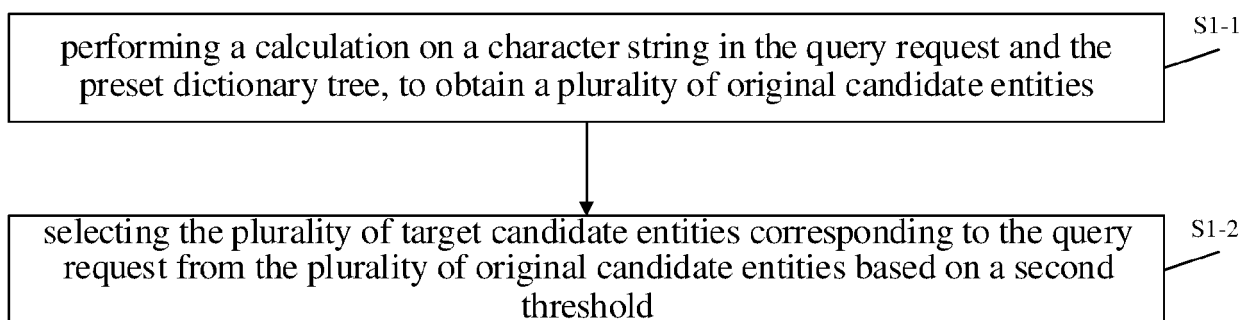 S1-1
performing a calculation on a character string in the query request and the
preset dictionary tree, to obtain a plurality of original candidate entities
S1-2
selecting the plurality of target candidate entities corresponding to the query
request from the plurality of original candidate entities based on a second
threshold